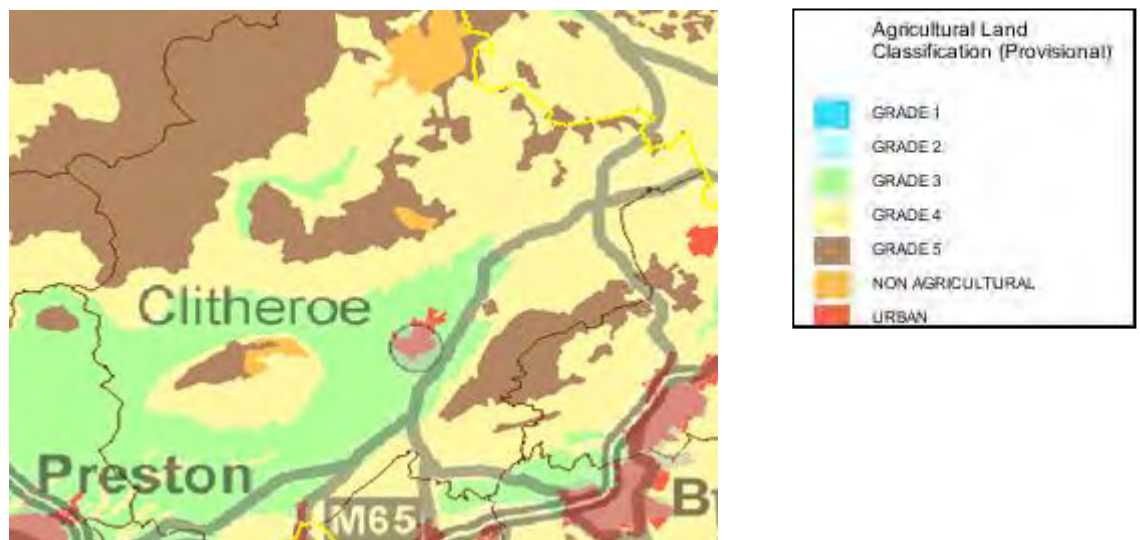 Clitheroe
Preston
M65
Agricultural Land
Classification (Provisional)
GRADE 1
GRADE 2
GRADE 3
GRADE 4
GRADE 5
NON AGRICULTURAL
URBAN